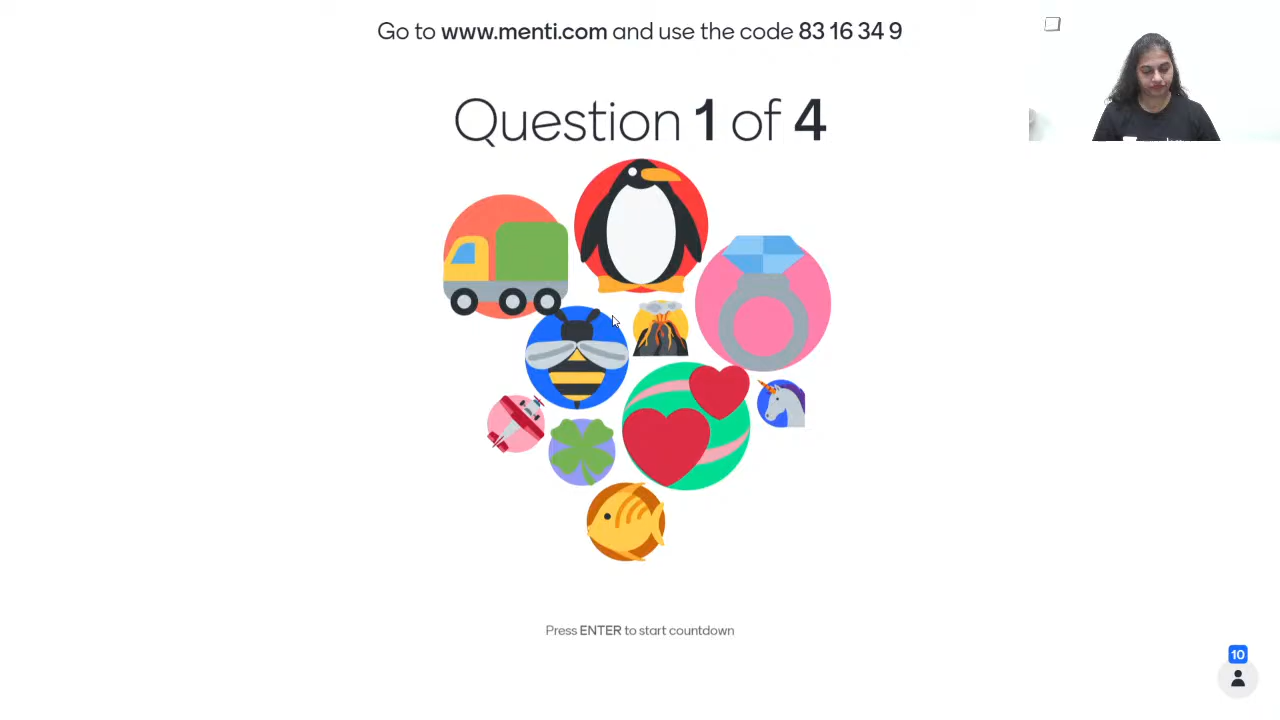 Go to www.menti.com and use the code 83 16 34 9
Question 1 of 4
Press ENTER to start countdown
10